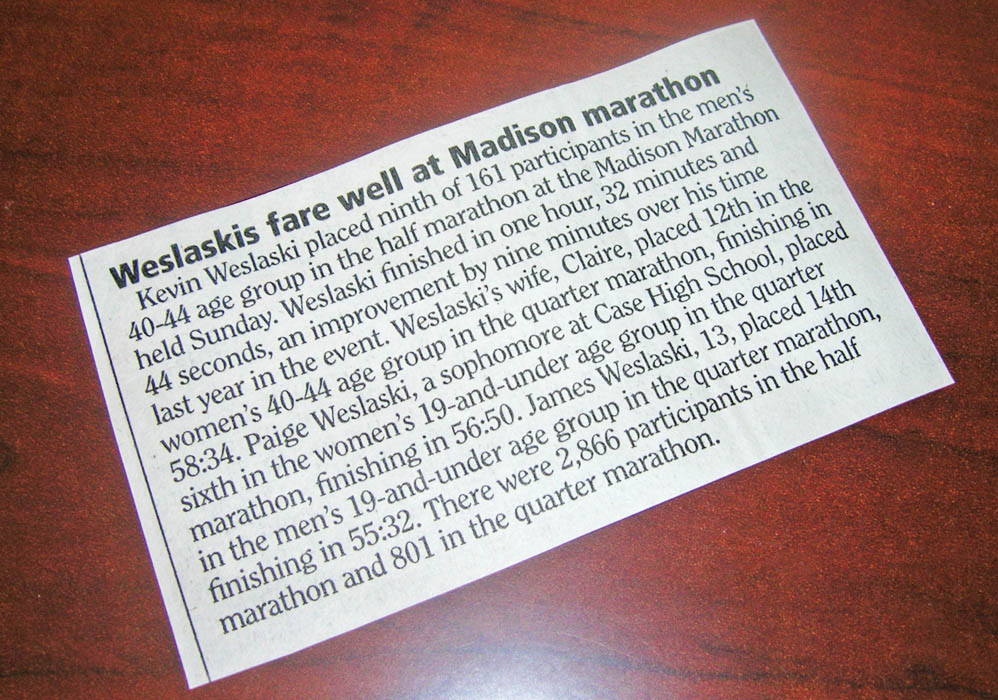 Weslaskis fare well at Madison marathon
Kevin Weslaski placed ninth of 161 participants in the men's
40-44 age group in the half marathon at the Madison Marathon
held Sunday. Weslaski finished in one hour, 32 minutes and
44 seconds, an improvement by nine minutes over his time
last year in the event. Weslaski's wife, Claire, placed 12th in the
women's 40-44 age group in the quarter marathon, finishing in
58:34. Paige Weslaski, a sophomore at Case High School, placed
sixth in the women's 19-and-under age group in the quarter
marathon, finishing in 56:50. James Weslaski, 13, placed 14th
in the men's 19-and-under age group in the quarter marathon,
finishing in 55:32. There were 2,866 participants in the half
marathon and 801 in the quarter marathon.